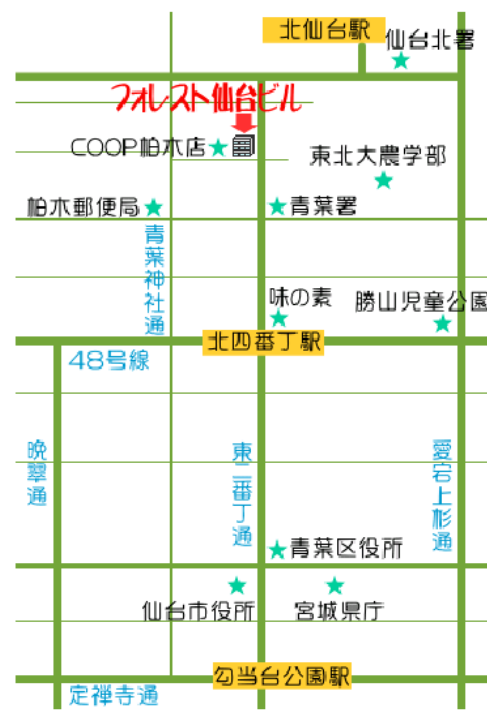 北仙台駅
仙台北署
フォレスト仙台ビル
COOP柏木店
東北大農学部
柏木郵便局
青葉署
青葉神社通
味の素
勝山児童公園
北四番丁駅
48号線
晩翠通
東二番丁通
愛宕上杉通
青葉区役所
仙台市役所
宮城県庁
勾当台公園駅
定禅寺通